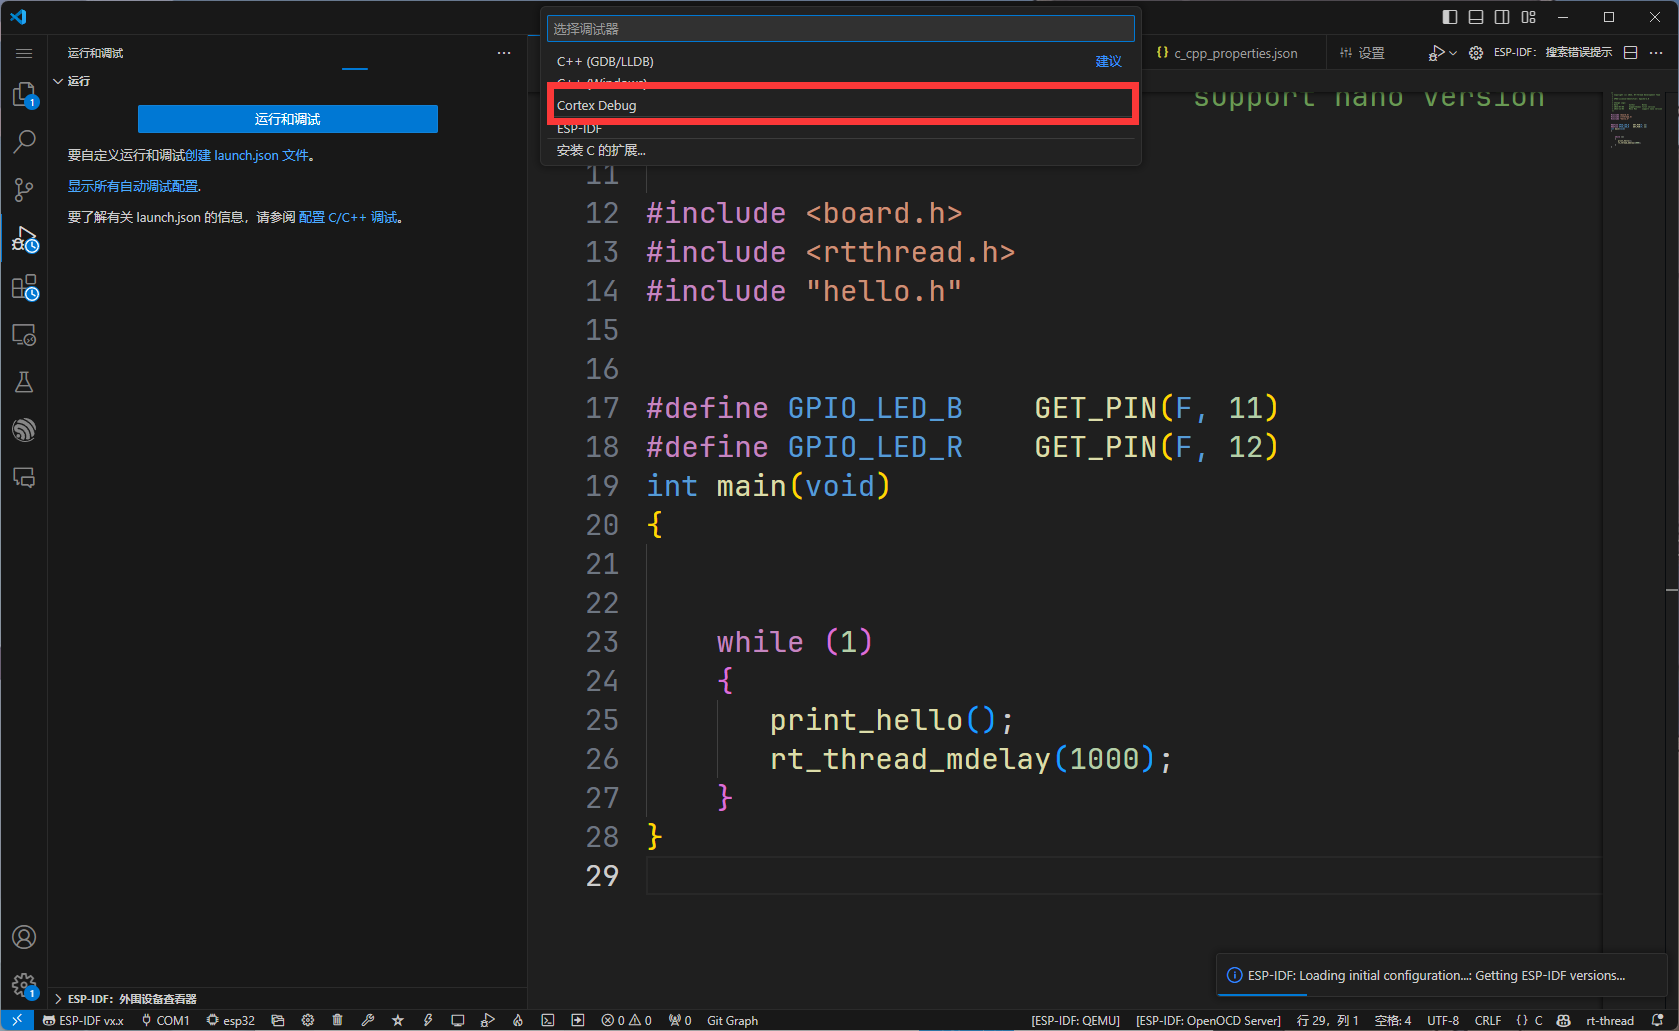 选择调试器
C++ (GDB/LLDB) 建议
C++ (Windows)
Cortex Debug
ESP-IDF
安装 C 的扩展...
运行和调试
运行
运行和调试
要自定义运行和调试创建 launch.json 文件。
显示所有自动调试配置.
要了解有关 launch.json 的信息，请参阅 配置 C/C++ 调试。
ESP-IDF：外围设备查看器
c_cpp_properties.json
设置
ESP-IDF：搜索错误提示
support nano version
11
12 #include <board.h>
13 #include <rtthread.h>
14 #include "hello.h"
15
16
17 #define GPIO_LED_B    GET_PIN(F, 11)
18 #define GPIO_LED_R    GET_PIN(F, 12)
19 int main(void)
20 {
21
22
23     while (1)
24     {
25        print_hello();
26        rt_thread_mdelay(1000);
27     }
28 }
29
ESP-IDF: Loading initial configuration...: Getting ESP-IDF versions...
1
1
ESP-IDF vx.x COM1 esp32 0 0 0 Git Graph [ESP-IDF: QEMU] [ESP-IDF: OpenOCD Server] 行 29，列 1 空格: 4 UTF-8 CRLF {} C rt-thread